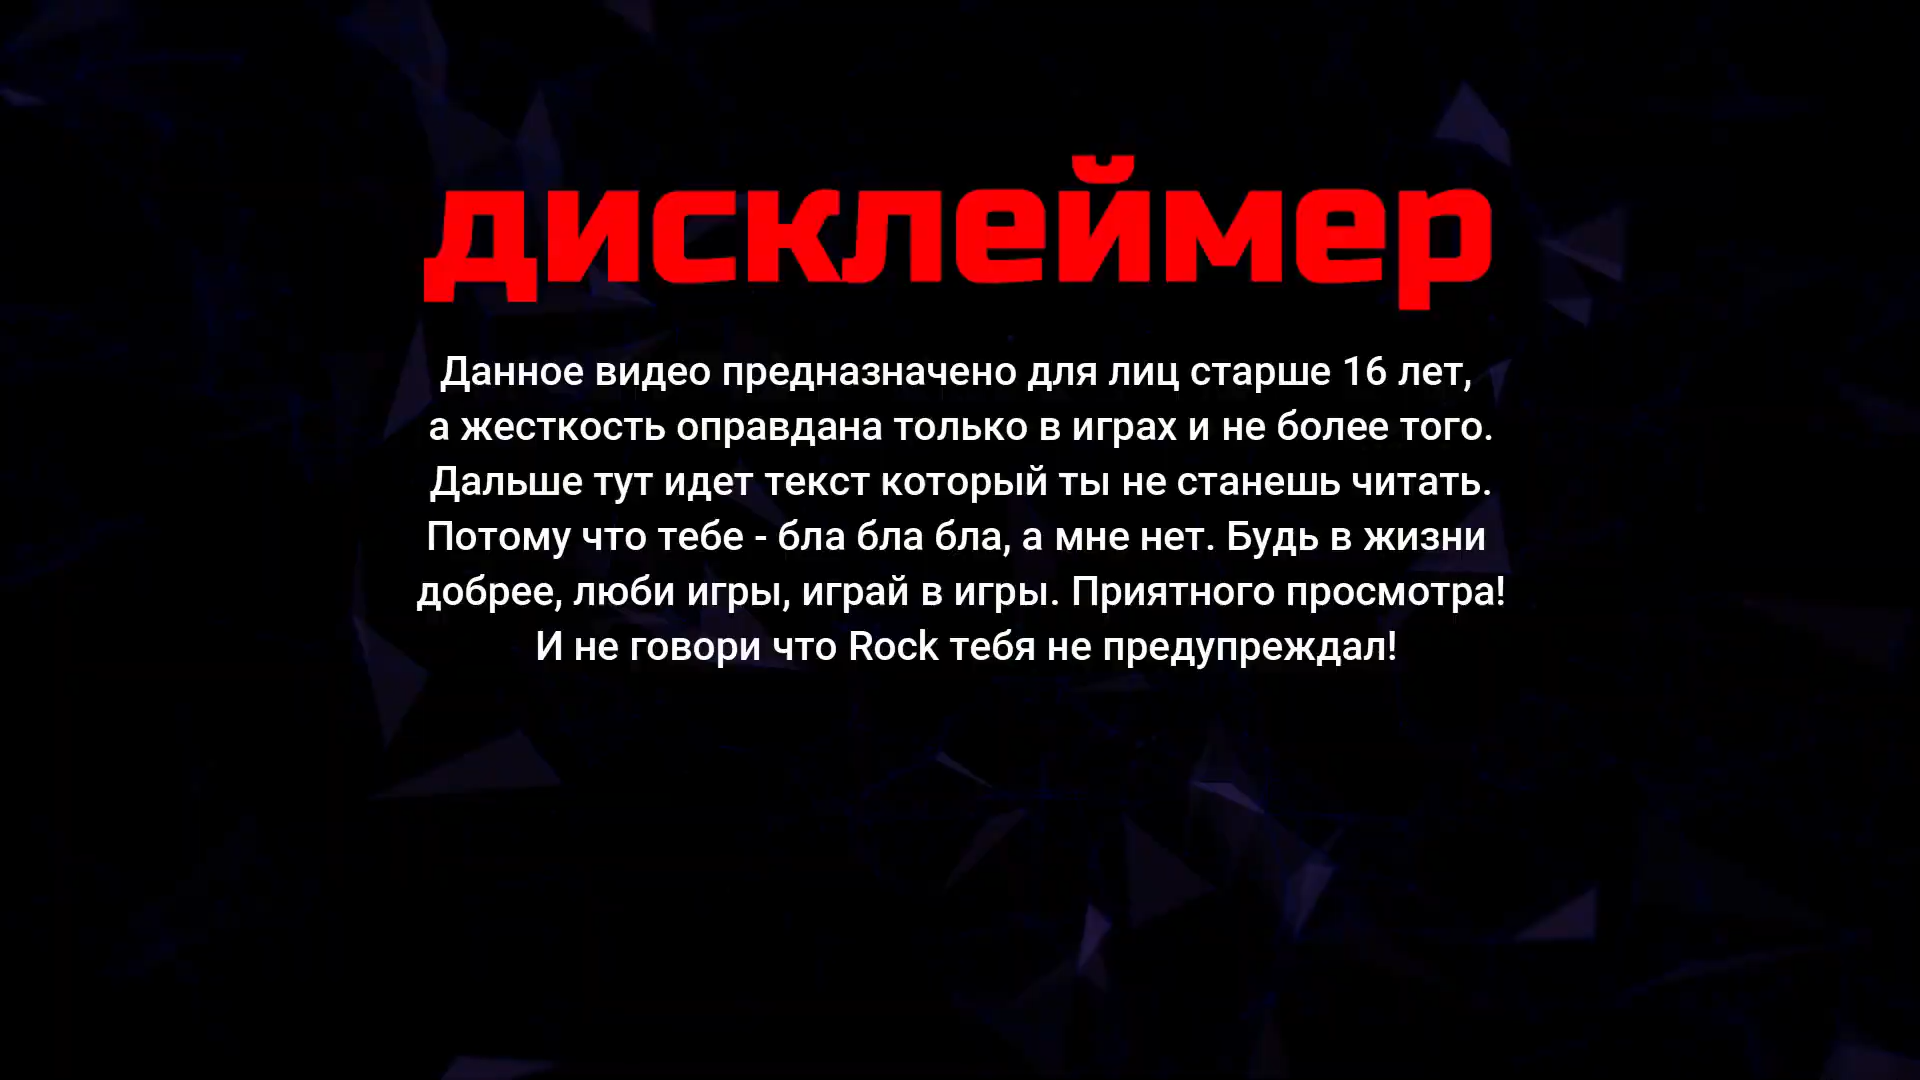 дисклеймер
Данное видео предназначено для лиц старше 16 лет,
а жесткость оправдана только в играх и не более того.
Дальше тут идет текст который ты не станешь читать.
Потому что тебе - бла бла бла, а мне нет. Будь в жизни
добрее, люби игры, играй в игры. Приятного просмотра!
И не говори что Rock тебя не предупреждал!